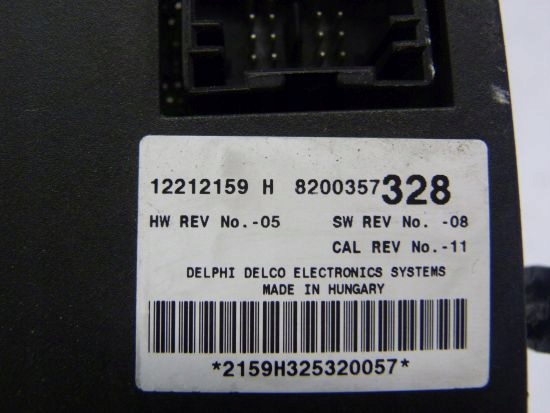 12212159 H 8200357328
HW REV No.-05 SW REV No. -08
CAL REV No.-11
DELPHI DELCO ELECTRONICS SYSTEMS
MADE IN HUNGARY
*2159H325320057*